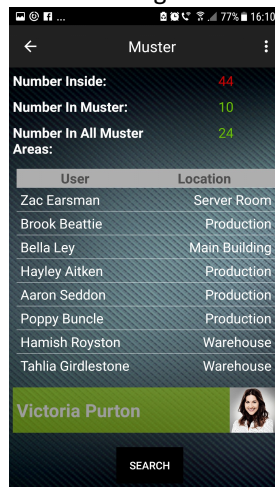 77% 16:10
Muster
Number Inside: 44
Number In Muster: 10
Number In All Muster Areas: 24
User Location
Zac Earsman Server Room
Brook Beattie Production
Bella Ley Main Building
Hayley Aitken Production
Aaron Seddon Production
Poppy Buncle Production
Hamish Royston Warehouse
Tahlia Girdlestone Warehouse
Victoria Purton
SEARCH